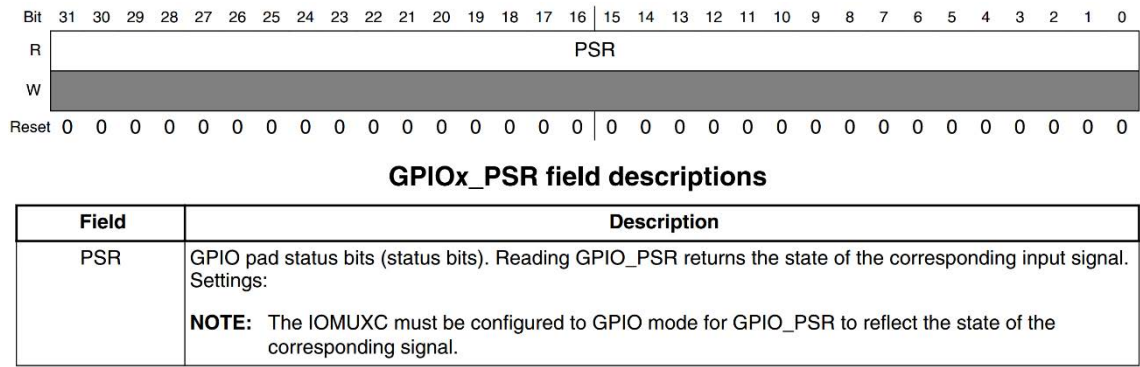 Bit 31 30 29 28 27 26 25 24 23 22 21 20 19 18 17 16 15 14 13 12 11 10 9 8 7 6 5 4 3 2 1 0
R PSR
W
Reset 0 0 0 0 0 0 0 0 0 0 0 0 0 0 0 0 0 0 0 0 0 0 0 0 0 0 0 0 0 0 0 0
GPIOx_PSR field descriptions
Field Description
PSR GPIO pad status bits (status bits). Reading GPIO_PSR returns the state of the corresponding input signal.
Settings:
NOTE: The IOMUXC must be configured to GPIO mode for GPIO_PSR to reflect the state of the
corresponding signal.